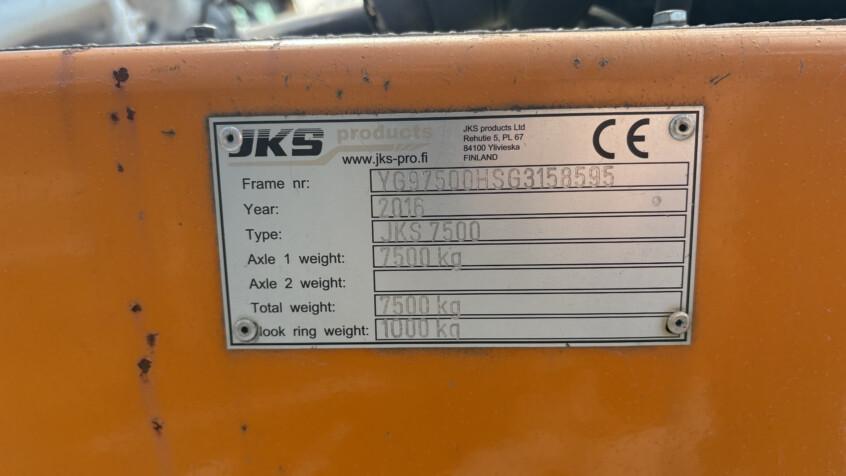 JKS products
www.jks-pro.fi
JKS products Ltd
Rehutie 5, PL 67
84100 Ylivieska
FINLAND
CE
Frame nr: YG97500HSG3158595
Year: 2016
Type: JKS 7500
Axle 1 weight: 7500 kg
Axle 2 weight:
Total weight: 7500 kg
look ring weight: 1000 kg